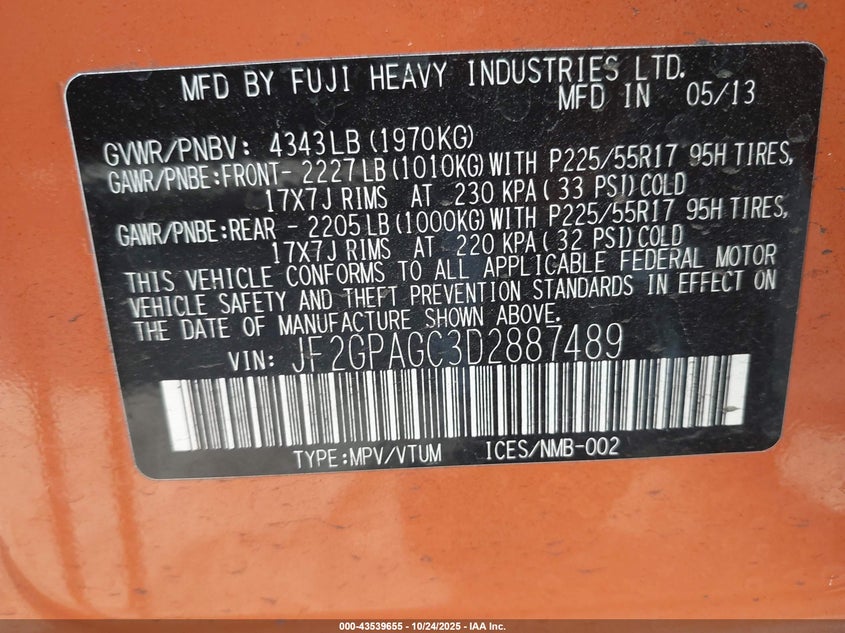 MFD BY FUJI HEAVY INDUSTRIES LTD.
MFD IN 05/13
GVWR/PNBV: 4343LB (1970KG)
GAWR/PNBE:FRONT- 2227LB (1010KG) WITH P225/55R17 95H TIRES,
17X7J RIMS AT 230 KPA ( 33 PSI) COLD
GAWR/PNBE:REAR - 2205LB (1000KG) WITH P225/55R17 95H TIRES,
17X7J RIMS AT 220 KPA ( 32 PSI) COLD
THIS VEHICLE CONFORMS TO ALL APPLICABLE FEDERAL MOTOR
VEHICLE SAFETY AND THEFT PREVENTION STANDARDS IN EFFECT ON
THE DATE OF MANUFACTURE SHOWN ABOVE.
VIN: JF2GPAGC3D2887489
TYPE:MPV/VTUM ICES/NMB-002
000-43539655 - 10/24/2025 - IAA Inc.